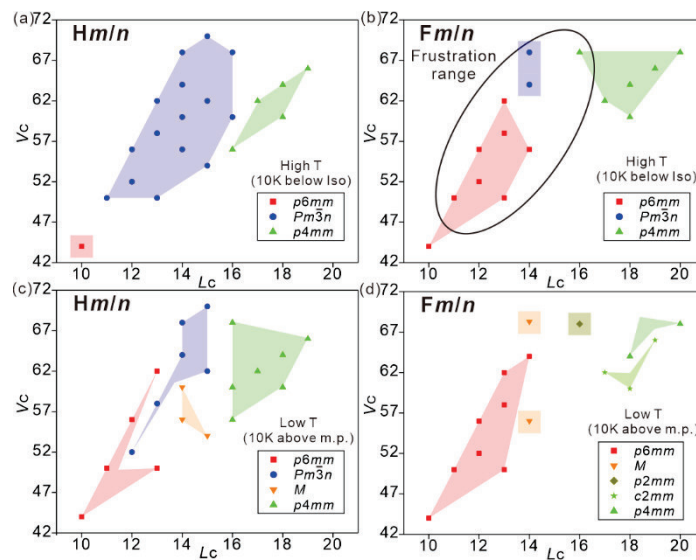 (a)
Hm/n
72
67
62
57
52
47
42
Vc
High T
(10K below Iso)
p6mm
Pm3̄n
p4mm
10 12 14 16 18 20
Lc
(b)
Fm/n
Frustration
range
72
67
62
57
52
47
42
Vc
High T
(10K below Iso)
p6mm
Pm3̄n
p4mm
10 12 14 16 18 20
Lc
(c)
Hm/n
72
67
62
57
52
47
42
Vc
Low T
(10K above m.p.)
p6mm
Pm3̄n
M
p4mm
10 12 14 16 18 20
Lc
(d)
Fm/n
72
67
62
57
52
47
42
Vc
Low T
(10K above m.p.)
p6mm
M
p2mm
c2mm
p4mm
10 12 14 16 18 20
Lc